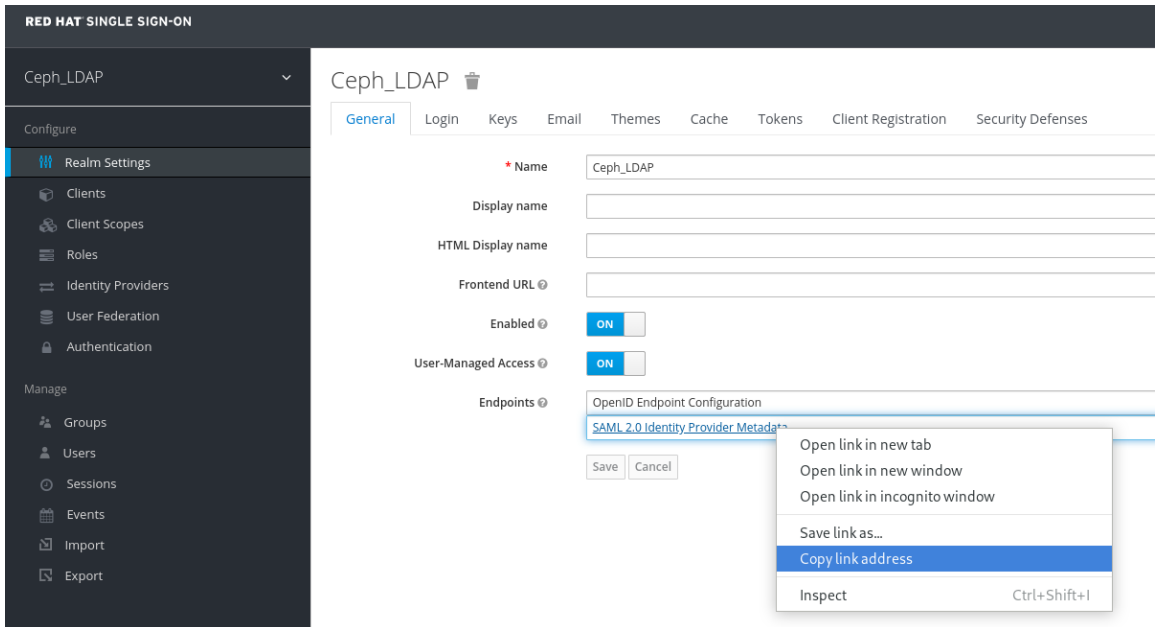 RED HAT SINGLE SIGN-ON
Ceph_LDAP
Configure
Realm Settings
Clients
Client Scopes
Roles
Identity Providers
User Federation
Authentication
Manage
Groups
Users
Sessions
Events
Import
Export
Ceph_LDAP
General Login Keys Email Themes Cache Tokens Client Registration Security Defenses
* Name Ceph_LDAP
Display name
HTML Display name
Frontend URL
Enabled ON
User-Managed Access ON
Endpoints OpenID Endpoint Configuration
SAML 2.0 Identity Provider Metadata
Save Cancel
Open link in new tab
Open link in new window
Open link in incognito window
Save link as...
Copy link address
Inspect Ctrl+Shift+I